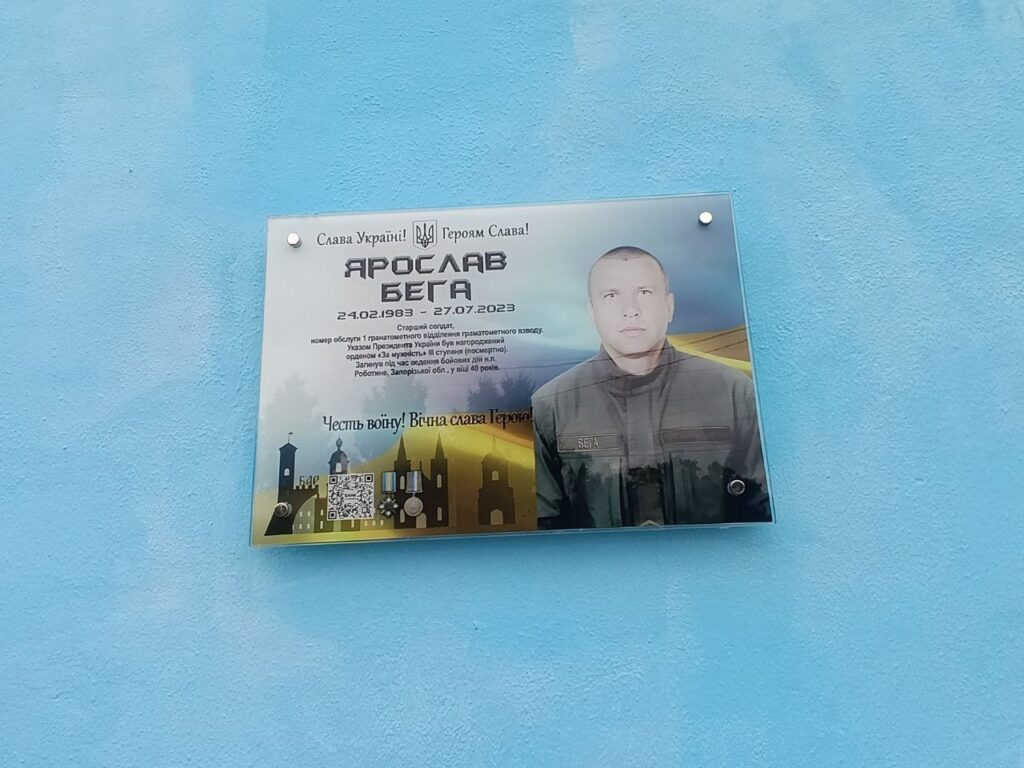 Слава Україні! Героям Слава!
ЯРОСЛАВ
БЕГА
24.02.1983 - 27.07.2023
Старший солдат,
номер обслуги 1 гранатометного відділення граматометного взводу.
Указом Президента України був нагороджений
орденом «За мужність» ІІІ ступеня (посмертно).
Загинув під час ведення бойових дій н.п.
Роботине, Запорізької обл., у віці 40 років.
Честь воїну! Вічна слава Герою!
БЕГА